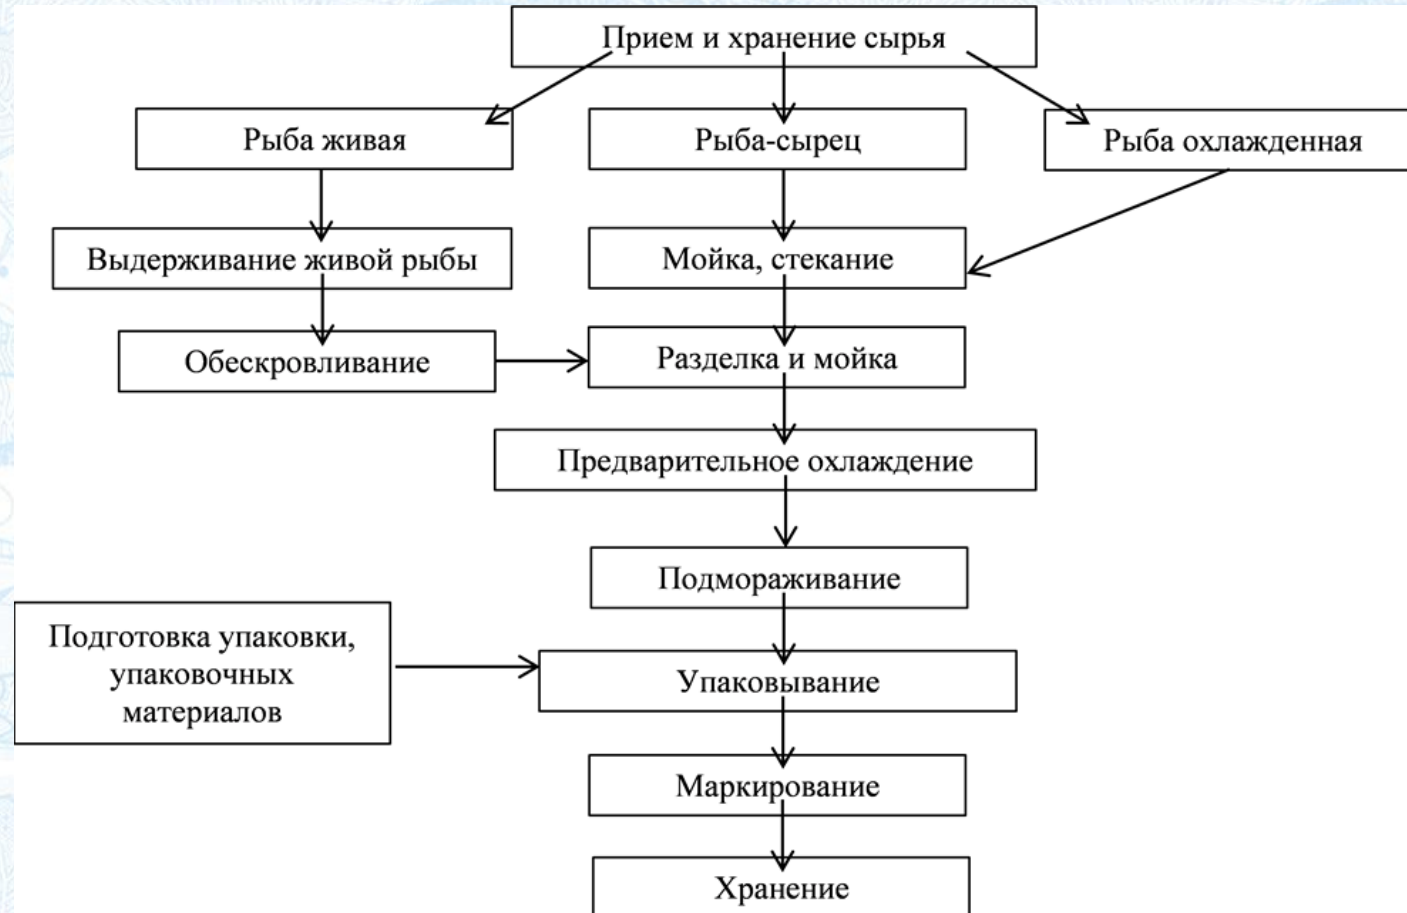 Прием и хранение сырья
Рыба живая
Рыба-сырец
Рыба охлажденная
Выдерживание живой рыбы
Мойка, стекание
Обескровливание
Разделка и мойка
Предварительное охлаждение
Подмораживание
Подготовка упаковки,
упаковочных
материалов
Упаковывание
Маркирование
Хранение